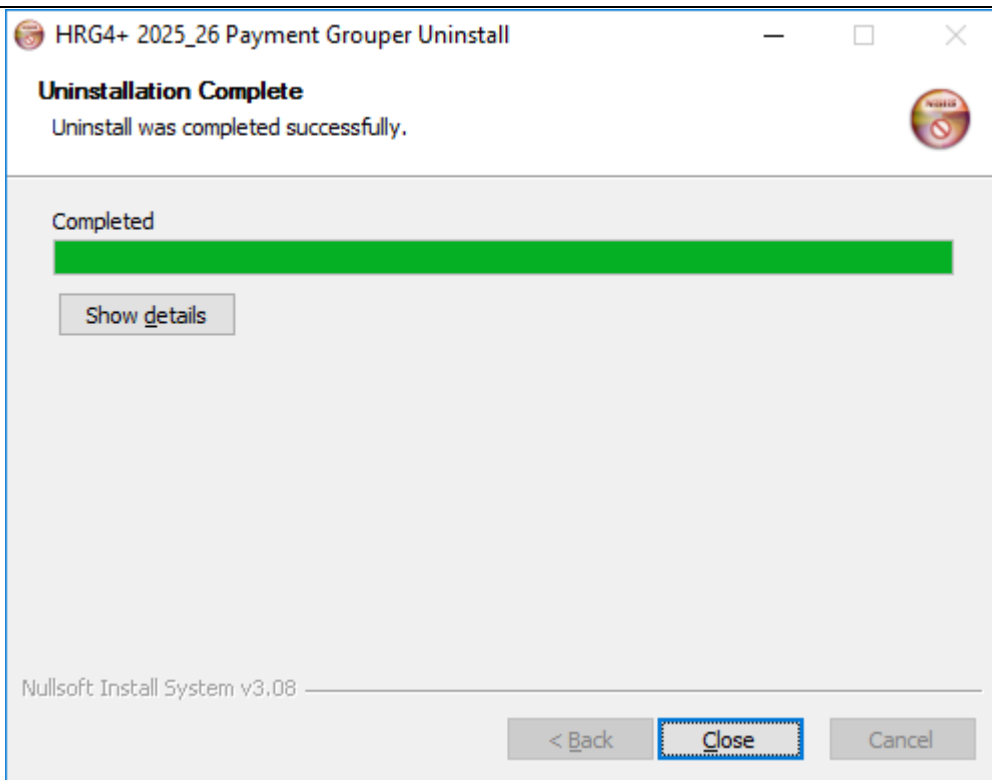 HRG4+ 2025_26 Payment Grouper Uninstall
Uninstallation Complete
Uninstall was completed successfully.
Completed
Show details
Nullsoft Install System v3.08
< Back
Close
Cancel